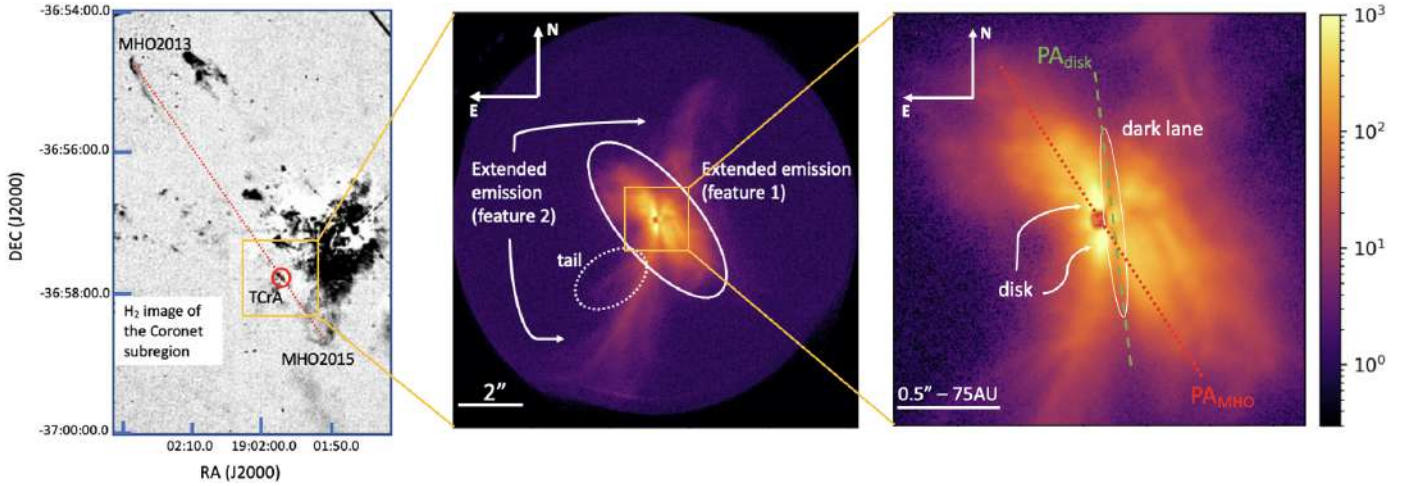 -36:54:00.0
-36:56:00.0
-36:58:00.0
-37:00:00.0
DEC (J2000)
MHO2013
TCrA
H₂ image of
the Coronet
subregion
MHO2015
02:10.0
19:02:00.0
01:50.0
RA (J2000)
N
E
Extended
emission
(feature 2)
Extended emission
(feature 1)
tail
2”
N
E
PAdisk
dark lane
disk
PAMHO
0.5” – 75AU
10³
10²
10¹
10⁰